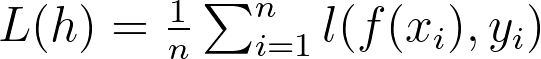 L(h) = \frac{1}{n} \sum_{i=1}^{n} l(f(x_i), y_i)